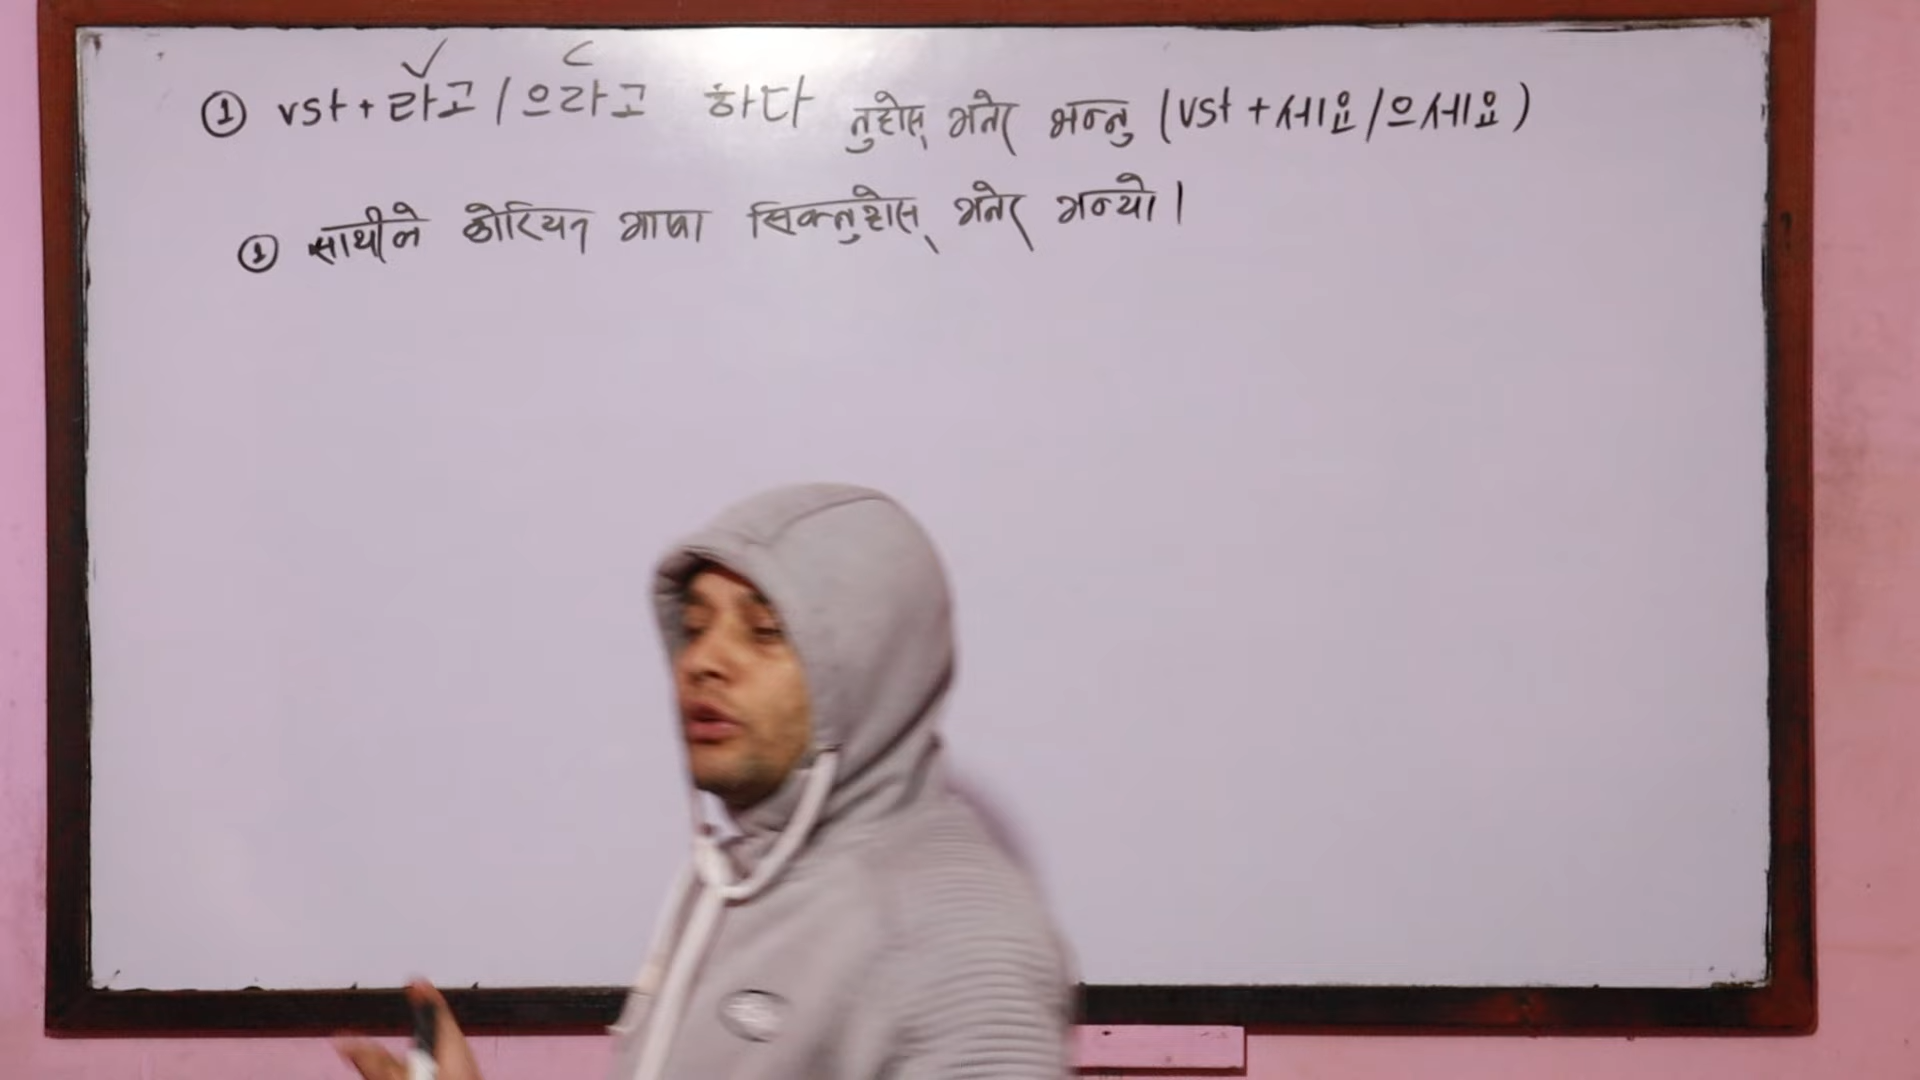 ① vst + 라고 / 으라고 하다 नुहोस् भनेर भन्नु (vst + 세요 / 으세요)
① साथीले कोरियन भाषा सिक्नुहोस् भनेर भन्यो।